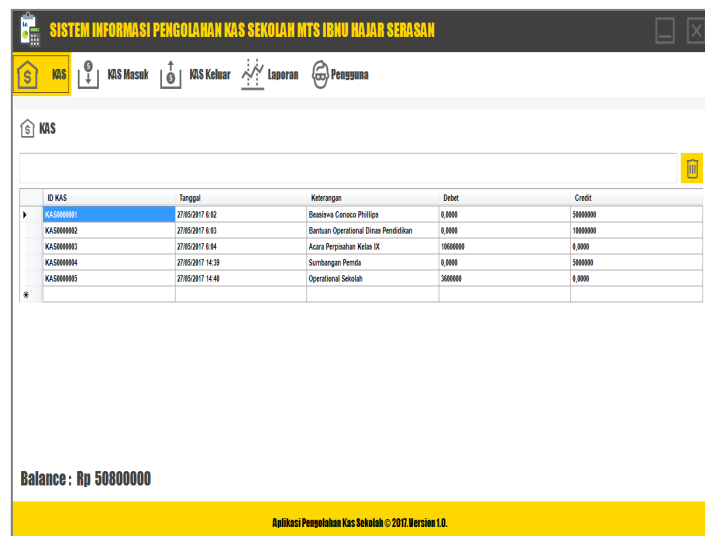 SISTEM INFORMASI PENGOLAHAN KAS SEKOLAH MTS IBNU HAJAR SERASAN
KAS KAS Masuk KAS Keluar Laporan Pengguna
KAS
ID KAS Tanggal Keterangan Debet Credit
KAS0000001 27/05/2017 6:02 Beasiswa Conoco Phillips 0,0000 50000000
KAS0000002 27/05/2017 6:03 Bantuan Operational Dinas Pendidikan 0,0000 10000000
KAS0000003 27/05/2017 6:04 Acara Perpisahan Kelas IX 10600000 0,0000
KAS0000004 27/05/2017 14:39 Sumbangan Pemda 0,0000 5000000
KAS0000005 27/05/2017 14:40 Operational Sekolah 3600000 0,0000
Balance : Rp 50800000
Aplikasi Pengolahan Kas Sekolah © 2017.Version 1.0.